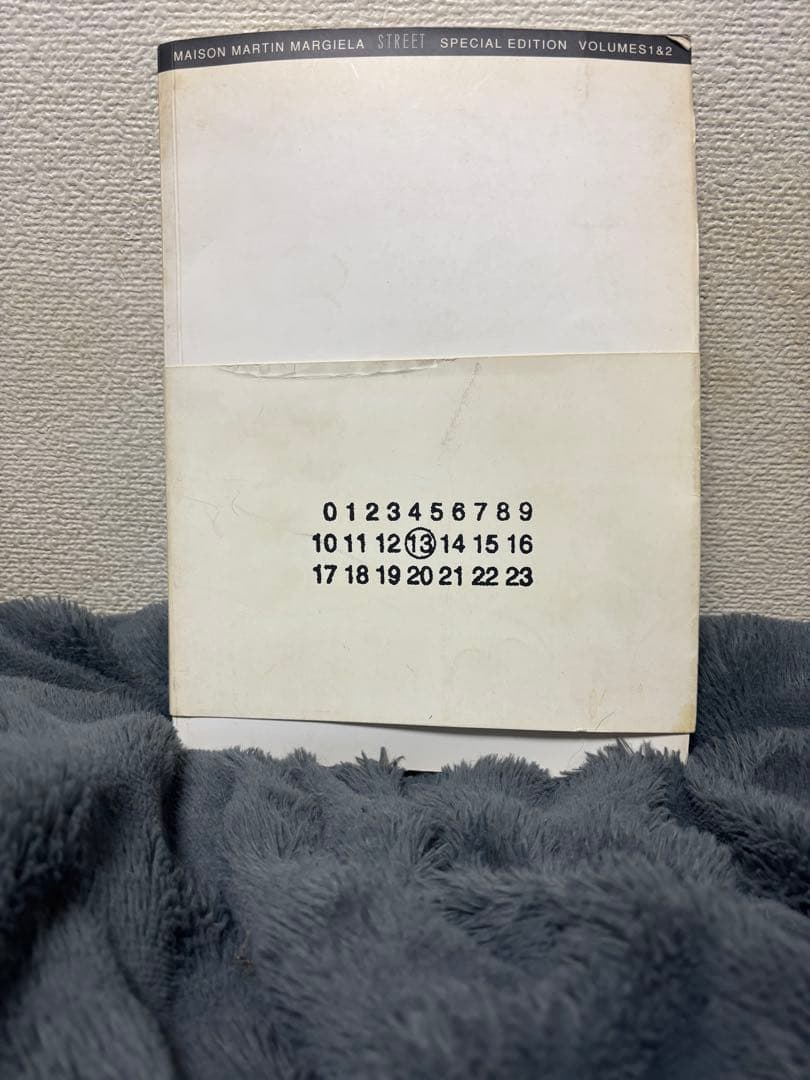 MAISON MARTIN MARGIELA STREET SPECIAL EDITION VOLUMES1&2
0 1 2 3 4 5 6 7 8 9
10 11 12 13 14 15 16
17 18 19 20 21 22 23